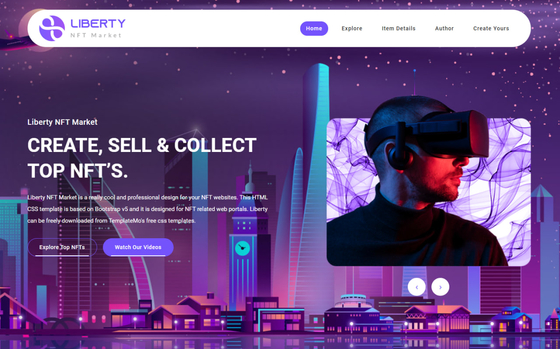 LIBERTY
NFT Market
Home Explore Item Details Author Create Yours
Liberty NFT Market
CREATE, SELL & COLLECT
TOP NFT'S.
Liberty NFT Market is a really cool and professional design for your NFT websites. This HTML
CSS template is based on Bootstrap v5 and it is designed for NFT related web portals. Liberty
can be freely downloaded from TemplateMo's free css templates.
Explore Top NFTs Watch Our Videos